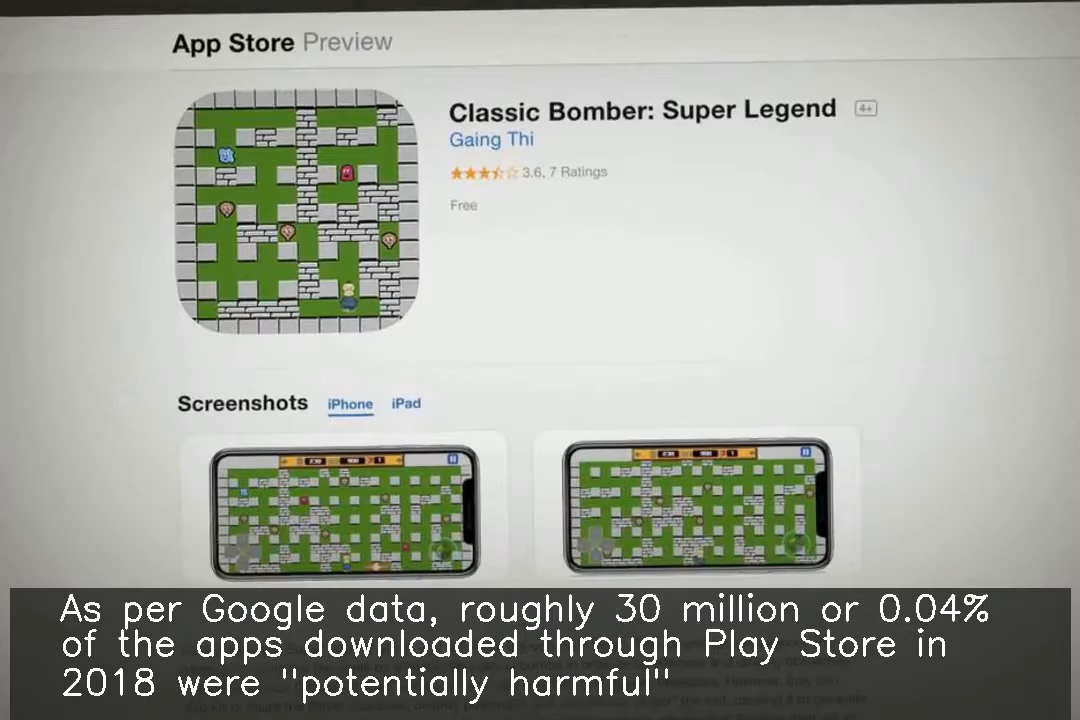 App Store Preview
Classic Bomber: Super Legend 4+
Gaing Thi
3.6, 7 Ratings
Free
Screenshots iPhone iPad
As per Google data, roughly 30 million or 0.04%
of the apps downloaded through Play Store in
2018 were "potentially harmful"